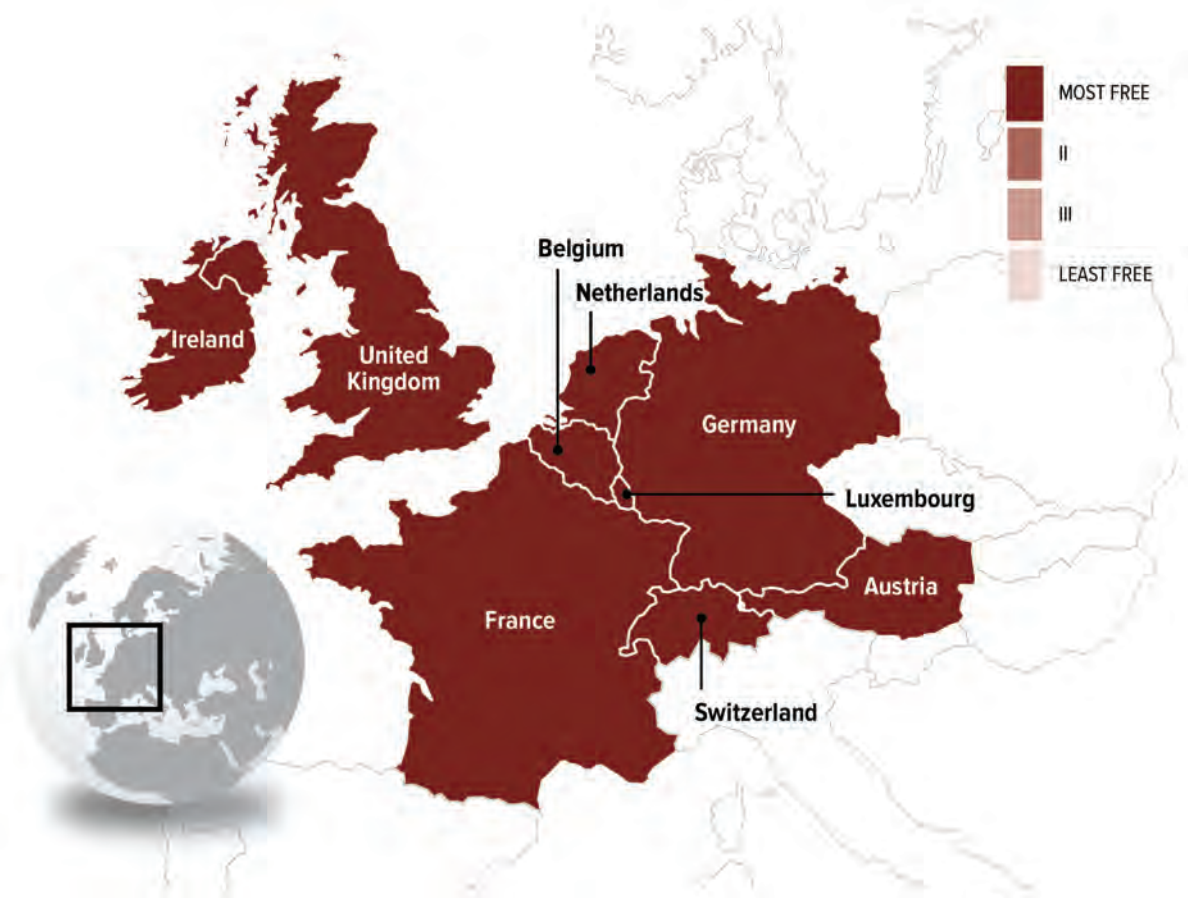 MOST FREE
II
III
LEAST FREE
Belgium
Netherlands
Ireland
United
Kingdom
Germany
Luxembourg
Austria
France
Switzerland